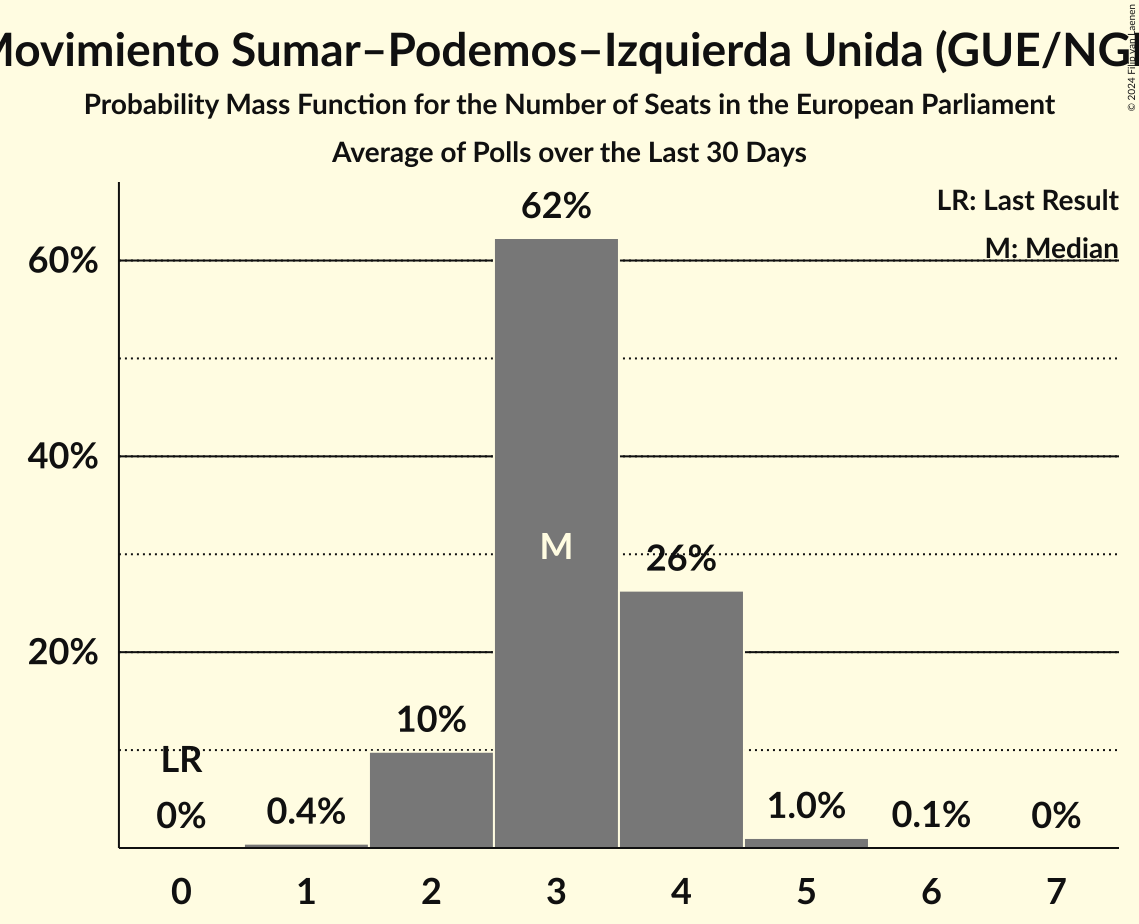 Movimiento Sumar–Podemos–Izquierda Unida (GUE/NGL
© 2024 Filip van Laenen
Probability Mass Function for the Number of Seats in the European Parliament
Average of Polls over the Last 30 Days
LR: Last Result
M: Median
62%
60%
40%
M
26%
20%
10%
LR
0%
0.4%
1.0%
0.1%
0%
0 1 2 3 4 5 6 7